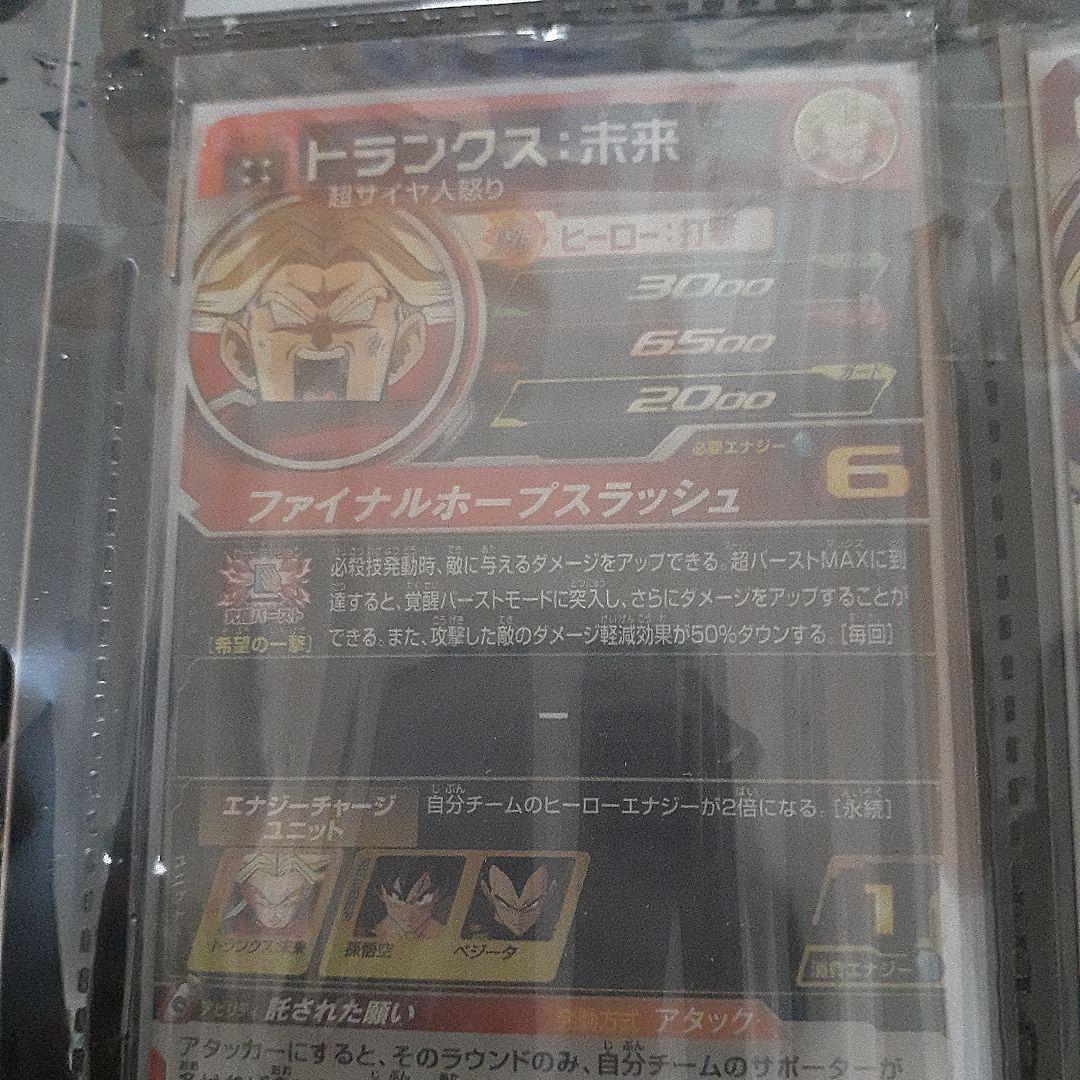 トランクス:未来
超サイヤ人怒り
ヒーロー:打撃
3000
6500
2000
必要エナジー 6
ファイナルホープスラッシュ
必殺技発動時、敵に与えるダメージをアップできる。超バーストMAXに到
達すると、覚醒バーストモードに突入し、さらにダメージをアップすることが
できる。また、攻撃した敵のダメージ軽減効果が50%ダウンする。[毎回]
覚醒バースト
[希望の一撃]
－
エナジーチャージ
ユニット
自分チームのヒーローエナジーが2倍になる。[永続]
トランクス:未来
孫悟空
ベジータ
1
消費エナジー
アビリティ 託された願い
発動方式 アタック
アタッカーにすると、そのラウンドのみ、自分チームのサポーターが